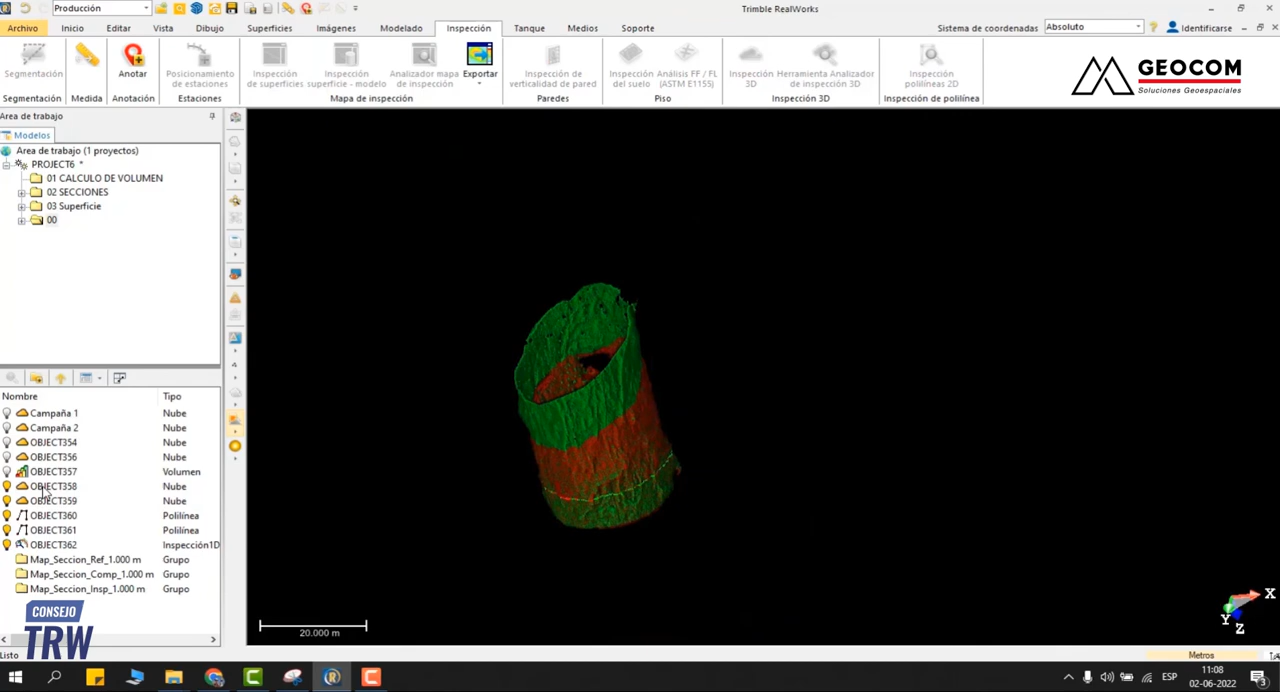 Producción
Trimble RealWorks
Archivo
Inicio
Editar
Vista
Dibujo
Superficies
Imágenes
Modelado
Inspección
Tanque
Medios
Soporte
Sistema de coordenadas
Absoluto
Identificarse
Segmentación
Anotar
Posicionamiento
de estaciones
Inspección
de superficies
Inspección
superficie - modelo
Analizador mapa
de inspección
Exportar
Inspección de
verticalidad de pared
Inspección
del suelo
Análisis FF / FL
(ASTM E1155)
Inspección
3D
Herramienta Analizador
de inspección 3D
Inspección
polilíneas 2D
Segmentación
Medida
Anotación
Estaciones
Mapa de inspección
Paredes
Piso
Inspección 3D
Inspección de polilínea
GEOCOM
Soluciones Geoespaciales
Area de trabajo
Modelos
Area de trabajo (1 proyectos)
PROJECT6 *
01 CALCULO DE VOLUMEN
02 SECCIONES
03 Superficie
00
Nombre Tipo
Campaña 1 Nube
Campaña 2 Nube
OBJECT354 Nube
OBJECT356 Nube
OBJECT357 Volumen
OBJECT358 Nube
OBJECT359 Nube
OBJECT360 Polilínea
OBJECT361 Polilínea
OBJECT362 Inspección1D
Map_Seccion_Ref_1.000 m Grupo
Map_Seccion_Comp_1.000 m Grupo
Map_Seccion_Insp_1.000 m Grupo
CONSEJO
TRW
20.000 m
X
Y
Z
Listo
Metros
ESP
11:08
02-06-2022
3